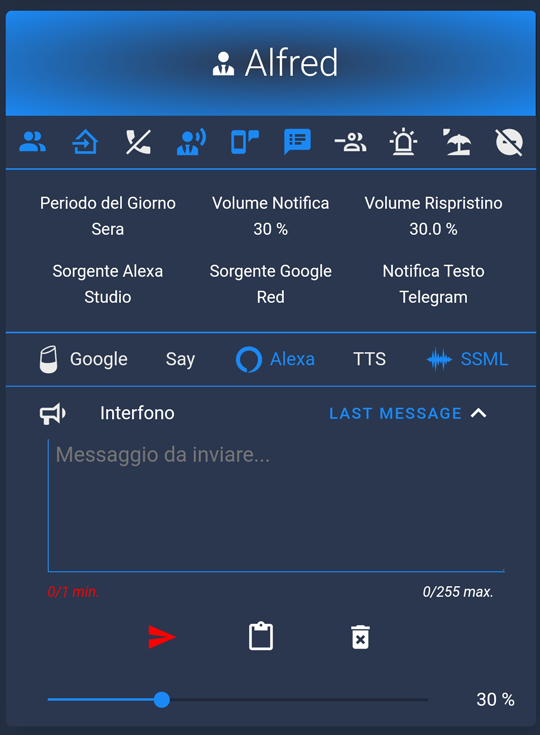 Alfred
Periodo del Giorno Volume Notifica Volume Rispristino
Sera 30 % 30.0 %
Sorgente Alexa Sorgente Google Notifica Testo
Studio Red Telegram
Google Say Alexa TTS SSML
Interfono LAST MESSAGE
Messaggio da inviare...
0/1 min. 0/255 max.
30 %